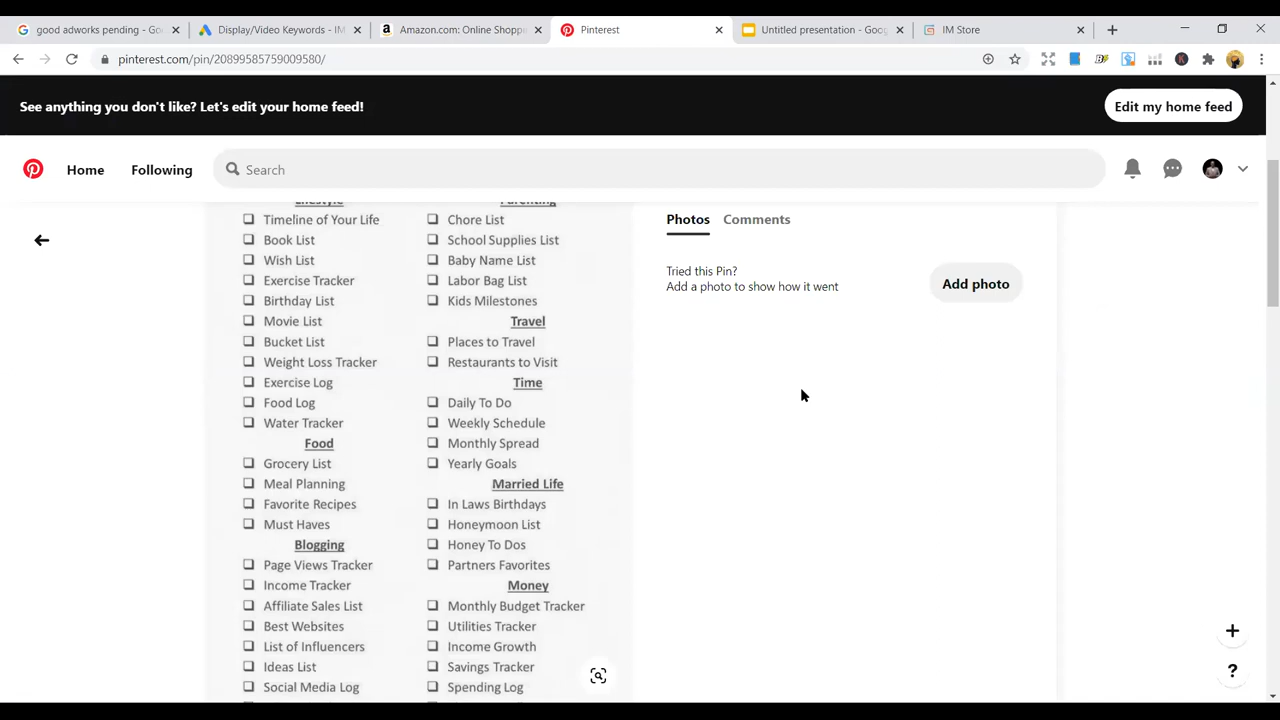 good adworks pending - Go
Display/Video Keywords - IM
Amazon.com: Online Shoppi
Pinterest
Untitled presentation - Goog
IM Store
pinterest.com/pin/20899585759009580/
See anything you don't like? Let's edit your home feed!
Edit my home feed
Home
Following
Search
Lifestyle
Timeline of Your Life
Book List
Wish List
Exercise Tracker
Birthday List
Movie List
Bucket List
Weight Loss Tracker
Exercise Log
Food Log
Water Tracker
Food
Grocery List
Meal Planning
Favorite Recipes
Must Haves
Blogging
Page Views Tracker
Income Tracker
Affiliate Sales List
Best Websites
List of Influencers
Ideas List
Social Media Log
Parenting
Chore List
School Supplies List
Baby Name List
Labor Bag List
Kids Milestones
Travel
Places to Travel
Restaurants to Visit
Time
Daily To Do
Weekly Schedule
Monthly Spread
Yearly Goals
Married Life
In Laws Birthdays
Honeymoon List
Honey To Dos
Partners Favorites
Money
Monthly Budget Tracker
Utilities Tracker
Income Growth
Savings Tracker
Spending Log
Photos
Comments
Tried this Pin?
Add a photo to show how it went
Add photo